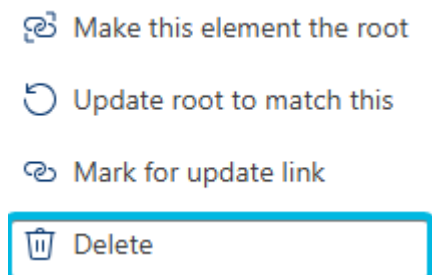 Make this element the root
Update root to match this
Mark for update link
Delete